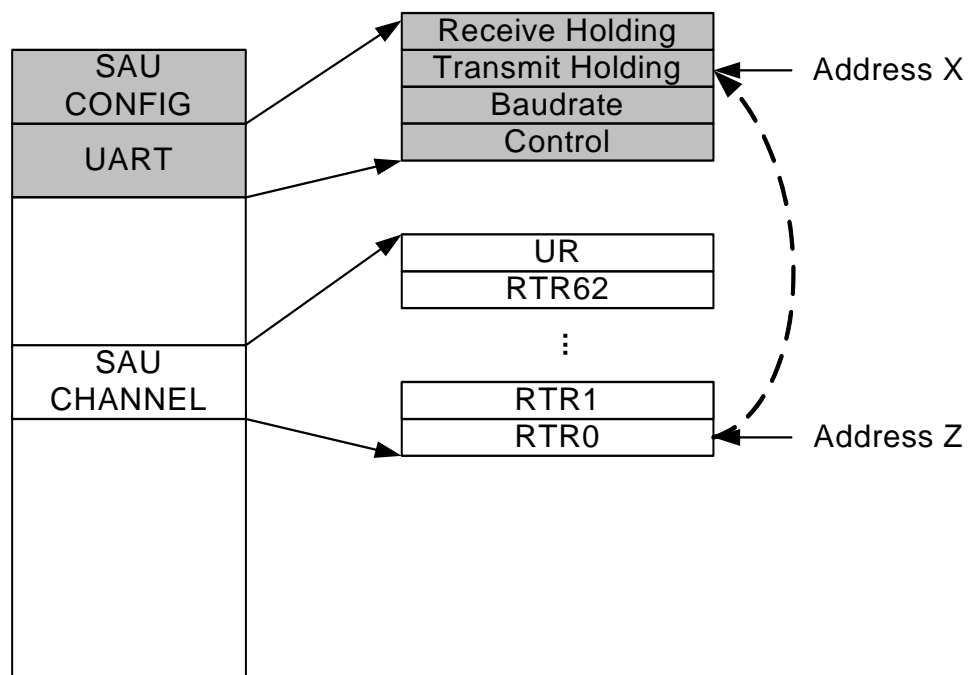 SAU
CONFIG
UART
SAU
CHANNEL
Receive Holding
Transmit Holding
Baudrate
Control
UR
RTR62
...
RTR1
RTR0
Address X
Address Z